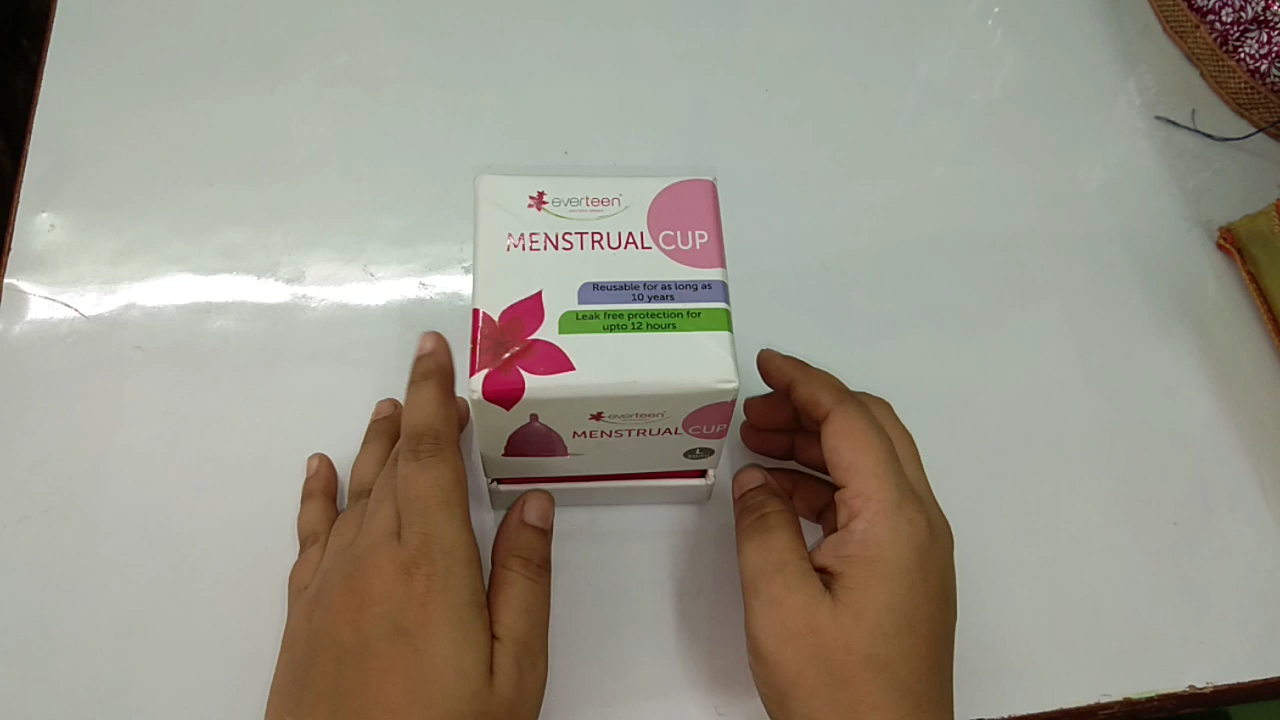 everteen
MENSTRUAL CUP
Reusable for as long as
10 years
Leak free protection for
upto 12 hours
everteen
MENSTRUAL CUP
L